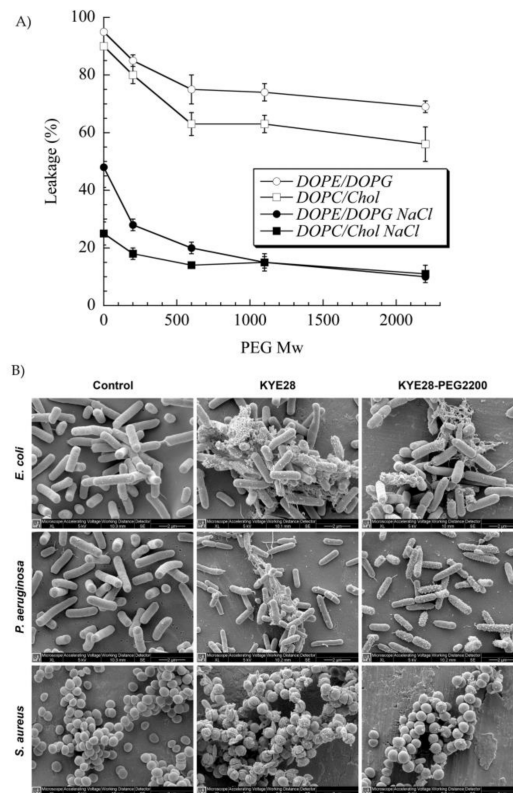 A)
100
80
60
40
20
0
Leakage (%)
DOPE/DOPG
DOPC/Chol
DOPE/DOPG NaCl
DOPC/Chol NaCl
0 500 1000 1500 2000
PEG Mw
B)
Control KYE28 KYE28-PEG2200
E. coli
P. aeruginosa
S. aureus